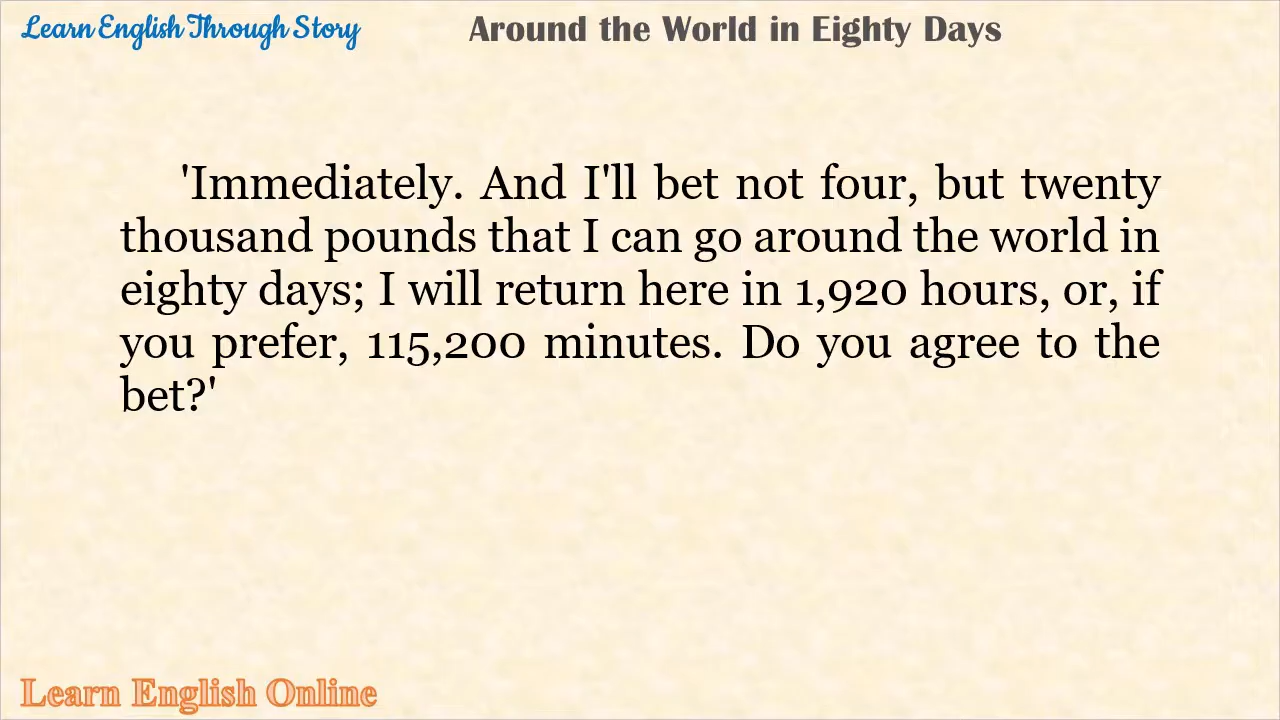 Learn English Through Story
Around the World in Eighty Days
'Immediately. And I'll bet not four, but twenty
thousand pounds that I can go around the world in
eighty days; I will return here in 1,920 hours, or, if
you prefer, 115,200 minutes. Do you agree to the
bet?'
Learn English Online